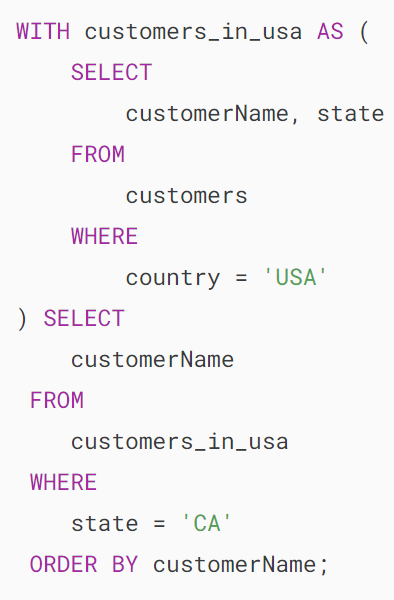 WITH customers_in_usa AS (
    SELECT
        customerName, state
    FROM
        customers
    WHERE
        country = 'USA'
) SELECT
    customerName
 FROM
    customers_in_usa
 WHERE
    state = 'CA'
 ORDER BY customerName;